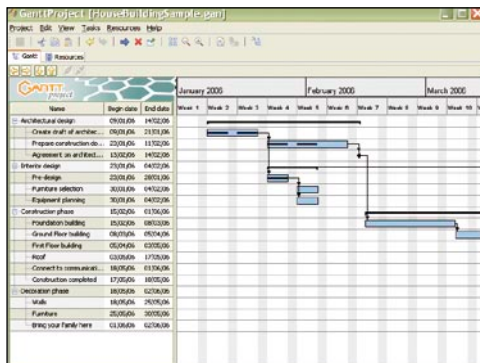 GanttProject [HouseBuildingSample.gan]
Project Edit View Tasks Resources Help
Gantt Resources
GANTT project
January 2006 February 2006 March 2006
Week 1 Week 2 Week 3 Week 4 Week 5 Week 6 Week 7 Week 8 Week 9 Week 10
Name Begin date End date
Architectural design 09/01/06 14/02/06
Create draft of architec... 09/01/06 21/01/06
Prepare construction do... 23/01/06 11/02/06
Agreement on architect... 13/02/06 14/02/06
Interior design 23/01/06 04/02/06
Pre-design 23/01/06 28/01/06
Furniture selection 30/01/06 04/02/06
Equipment planning 30/01/06 04/02/06
Construction phase 15/02/06 01/06/06
Foundation building 15/02/06 08/03/06
Ground Floor building 08/03/06 05/04/06
First Floor building 05/04/06 03/05/06
Roof 03/05/06 17/05/06
Connect to communicati... 18/05/06 01/06/06
Construction completed 17/05/06 18/05/06
Decoration phase 18/05/06 02/06/06
Walls 18/05/06 25/05/06
Furniture 25/05/06 30/05/06
Bring your family here 01/06/06 02/06/06